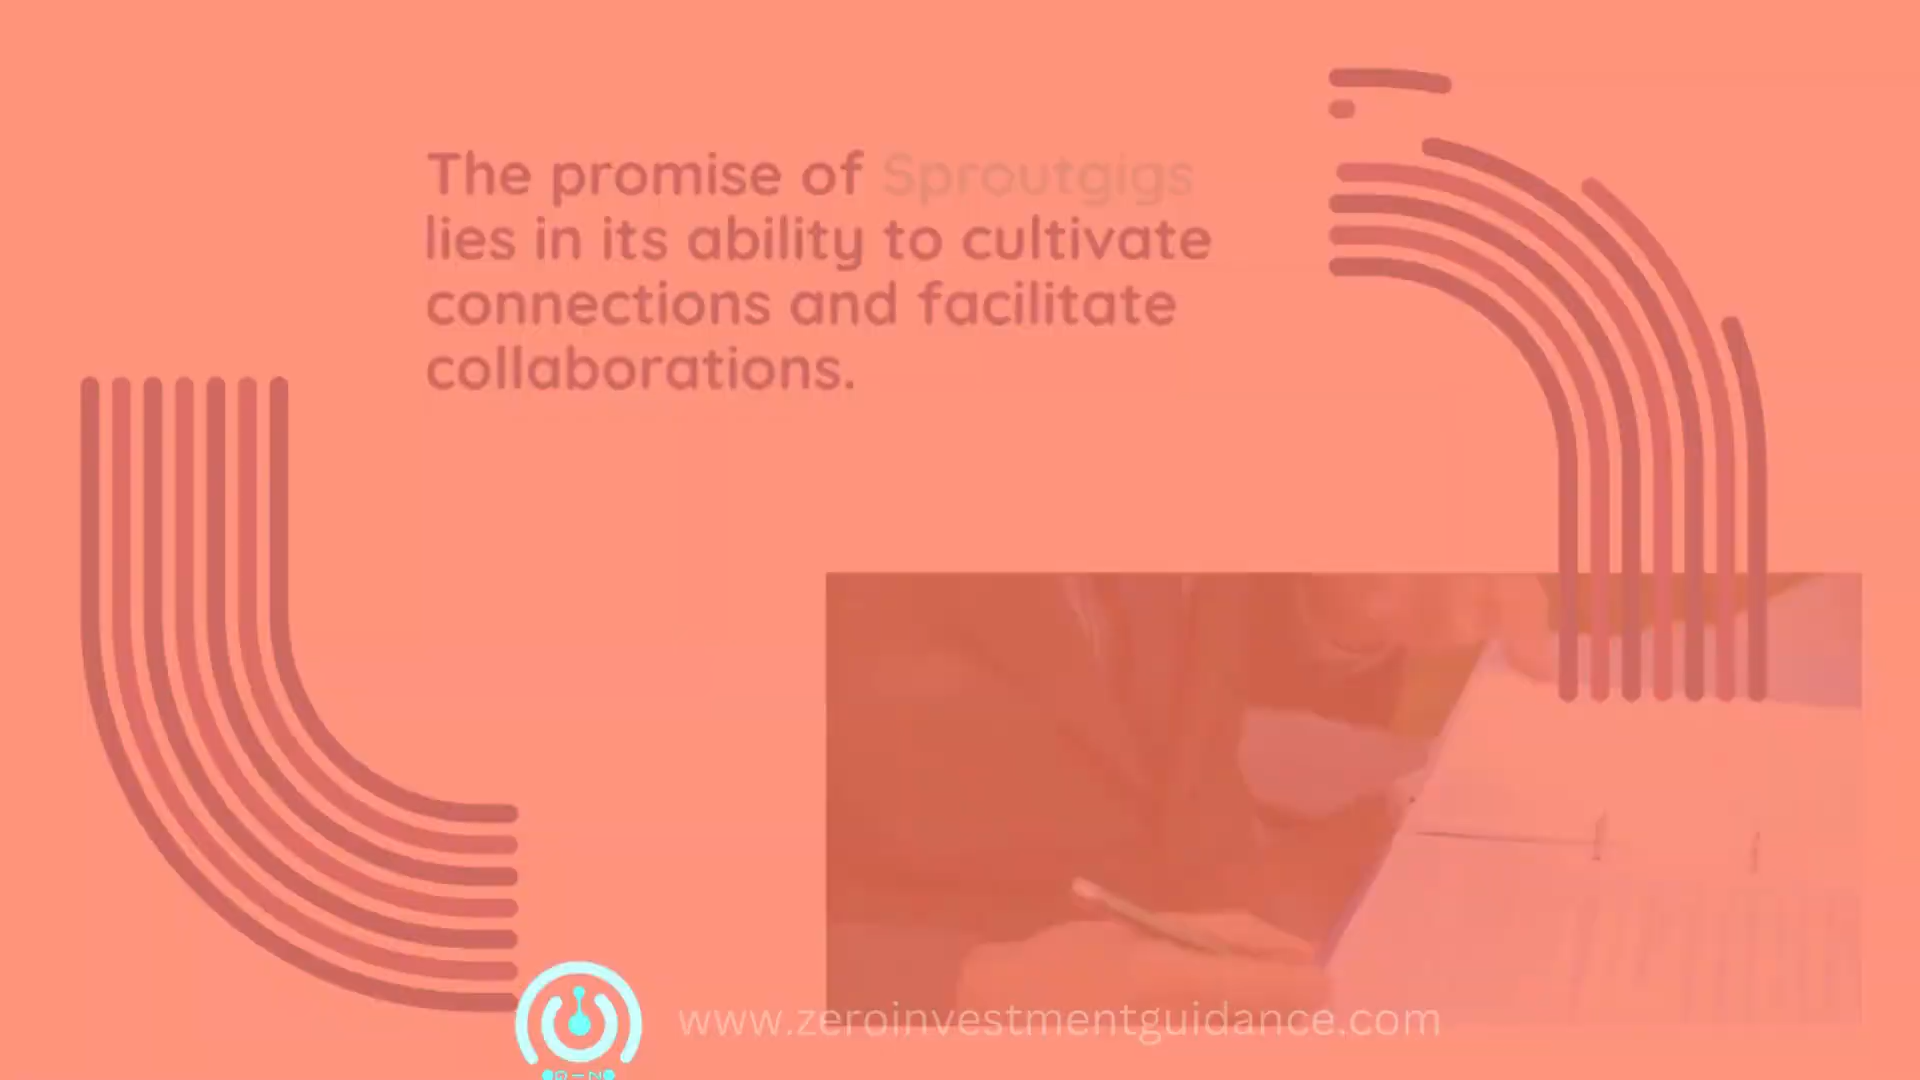 The promise of Sproutgigs
lies in its ability to cultivate
connections and facilitate
collaborations.
www.zeroinvestmentguidance.com